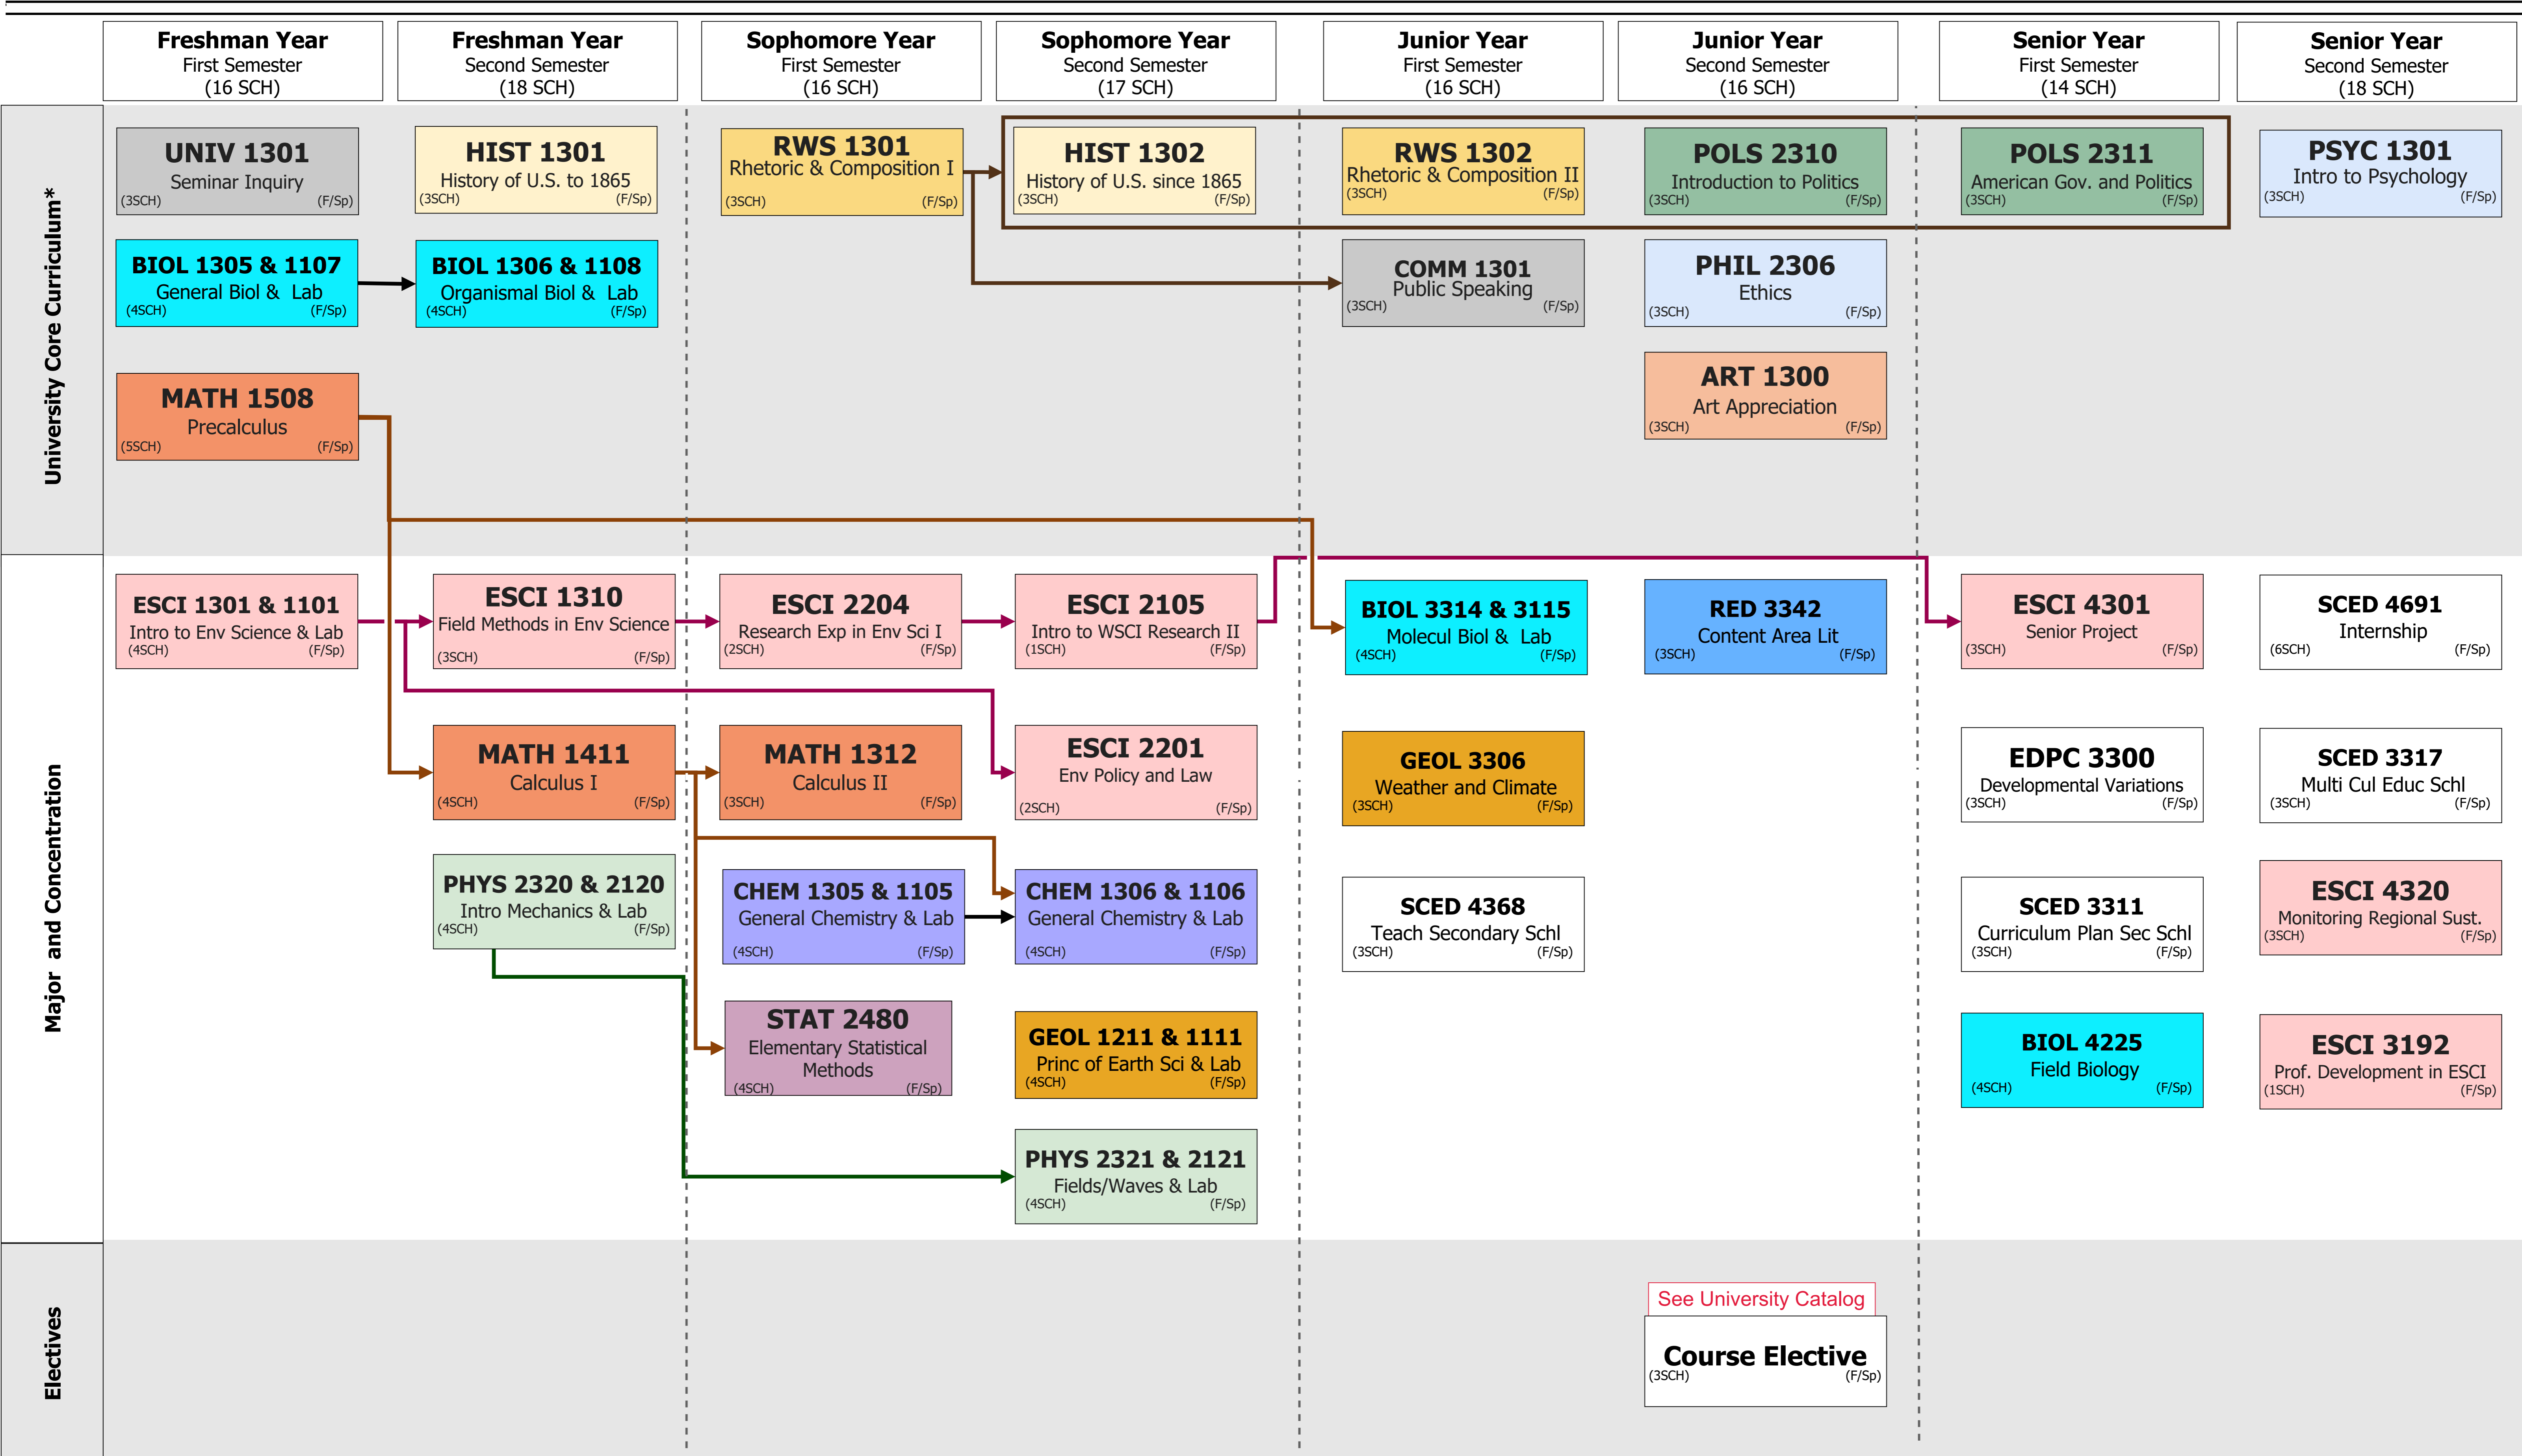 Freshman Year
First Semester
(16 SCH)
Freshman Year
Second Semester
(18 SCH)
Sophomore Year
First Semester
(16 SCH)
Sophomore Year
Second Semester
(17 SCH)
Junior Year
First Semester
(16 SCH)
Junior Year
Second Semester
(16 SCH)
Senior Year
First Semester
(14 SCH)
Senior Year
Second Semester
(18 SCH)
University Core Curriculum*
UNIV 1301
Seminar Inquiry
(3SCH) (F/Sp)
HIST 1301
History of U.S. to 1865
(3SCH) (F/Sp)
RWS 1301
Rhetoric & Composition I
(3SCH) (F/Sp)
HIST 1302
History of U.S. since 1865
(3SCH) (F/Sp)
RWS 1302
Rhetoric & Composition II
(3SCH) (F/Sp)
POLS 2310
Introduction to Politics
(3SCH) (F/Sp)
POLS 2311
American Gov. and Politics
(3SCH) (F/Sp)
PSYC 1301
Intro to Psychology
(3SCH) (F/Sp)
BIOL 1305 & 1107
General Biol & Lab
(4SCH) (F/Sp)
BIOL 1306 & 1108
Organismal Biol & Lab
(4SCH) (F/Sp)
COMM 1301
Public Speaking
(3SCH) (F/Sp)
PHIL 2306
Ethics
(3SCH) (F/Sp)
MATH 1508
Precalculus
(5SCH) (F/Sp)
ART 1300
Art Appreciation
(3SCH) (F/Sp)
Major and Concentration
ESCI 1301 & 1101
Intro to Env Science & Lab
(4SCH) (F/Sp)
ESCI 1310
Field Methods in Env Science
(3SCH) (F/Sp)
ESCI 2204
Research Exp in Env Sci I
(2SCH) (F/Sp)
ESCI 2105
Intro to WSCI Research II
(1SCH) (F/Sp)
BIOL 3314 & 3115
Molecul Biol & Lab
(4SCH) (F/Sp)
RED 3342
Content Area Lit
(3SCH) (F/Sp)
ESCI 4301
Senior Project
(3SCH) (F/Sp)
SCED 4691
Internship
(6SCH) (F/Sp)
MATH 1411
Calculus I
(4SCH) (F/Sp)
MATH 1312
Calculus II
(3SCH) (F/Sp)
ESCI 2201
Env Policy and Law
(2SCH) (F/Sp)
GEOL 3306
Weather and Climate
(3SCH) (F/Sp)
EDPC 3300
Developmental Variations
(3SCH) (F/Sp)
SCED 3317
Multi Cul Educ Schl
(3SCH) (F/Sp)
PHYS 2320 & 2120
Intro Mechanics & Lab
(4SCH) (F/Sp)
CHEM 1305 & 1105
General Chemistry & Lab
(4SCH) (F/Sp)
CHEM 1306 & 1106
General Chemistry & Lab
(4SCH) (F/Sp)
SCED 4368
Teach Secondary Schl
(3SCH) (F/Sp)
SCED 3311
Curriculum Plan Sec Schl
(3SCH) (F/Sp)
ESCI 4320
Monitoring Regional Sust.
(3SCH) (F/Sp)
STAT 2480
Elementary Statistical
Methods
(4SCH) (F/Sp)
GEOL 1211 & 1111
Princ of Earth Sci & Lab
(4SCH) (F/Sp)
BIOL 4225
Field Biology
(4SCH) (F/Sp)
ESCI 3192
Prof. Development in ESCI
(1SCH) (F/Sp)
PHYS 2321 & 2121
Fields/Waves & Lab
(4SCH) (F/Sp)
Electives
See University Catalog
Course Elective
(3SCH) (F/Sp)